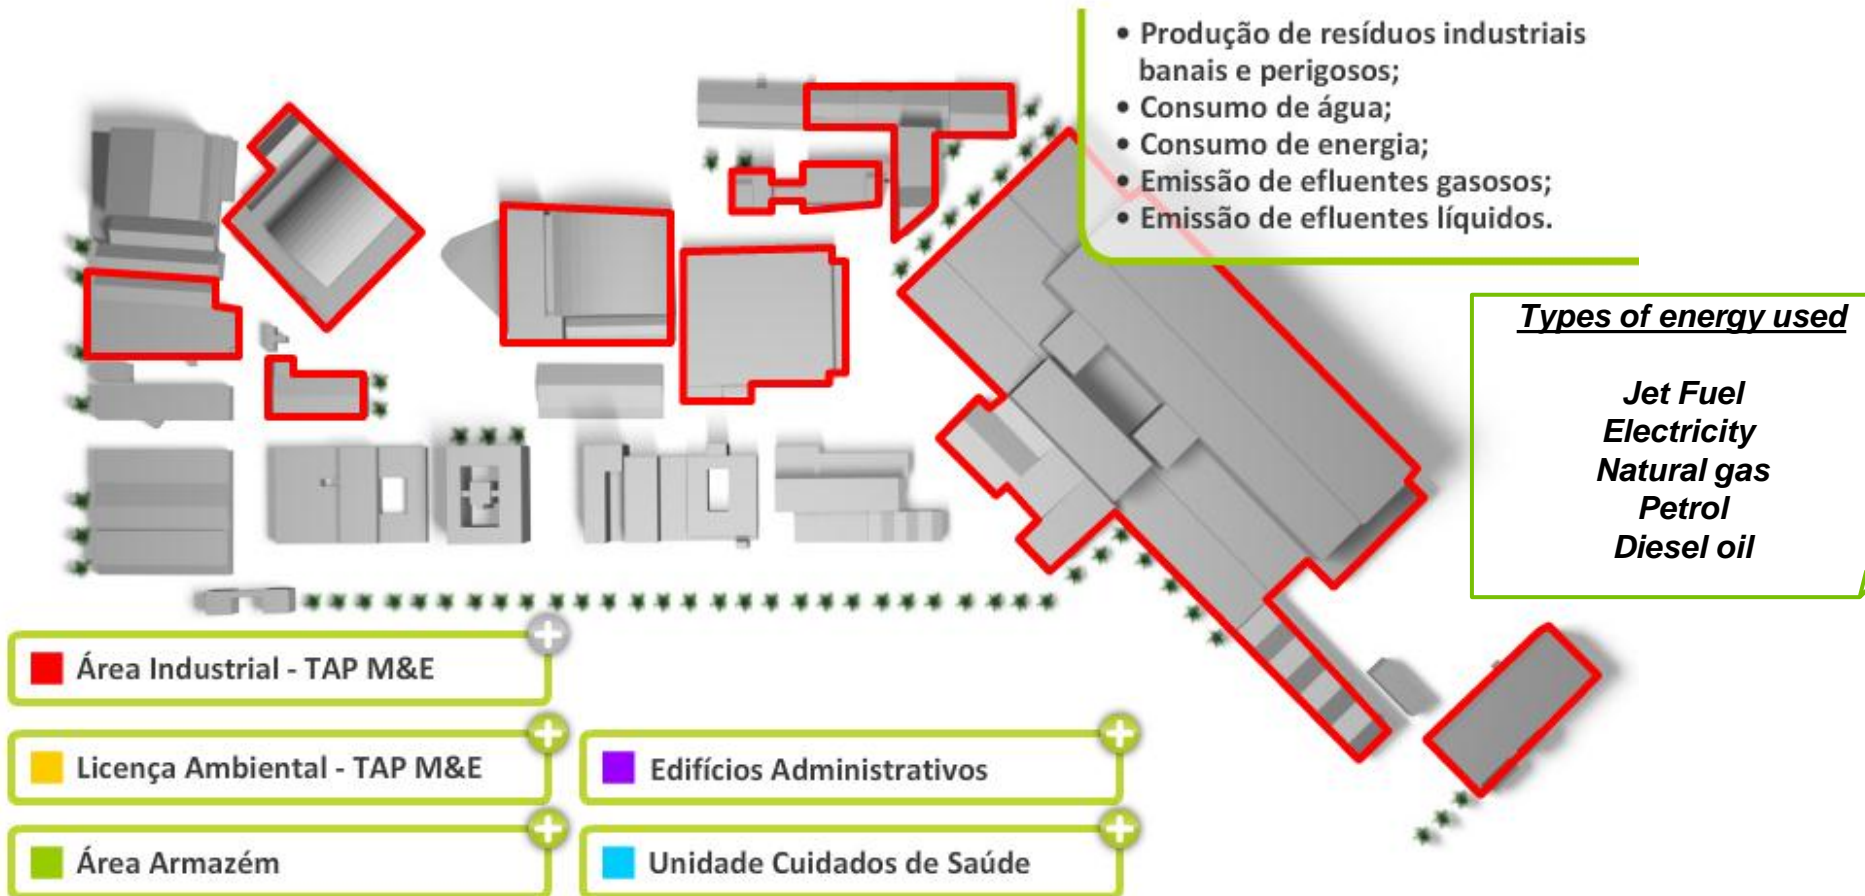 • Produção de resíduos industriais
banais e perigosos;
• Consumo de água;
• Consumo de energia;
• Emissão de efluentes gasosos;
• Emissão de efluentes líquidos.
Types of energy used
Jet Fuel
Electricity
Natural gas
Petrol
Diesel oil
Área Industrial - TAP M&E
Licença Ambiental - TAP M&E
Edifícios Administrativos
Área Armazém
Unidade Cuidados de Saúde